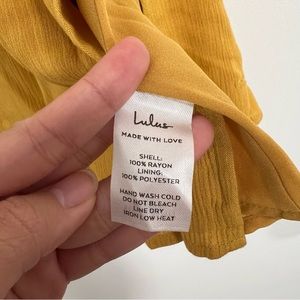 Lulus
MADE WITH LOVE
SHELL:
100% RAYON
LINING:
100% POLYESTER
HAND WASH COLD
DO NOT BLEACH
LINE DRY
IRON LOW HEAT